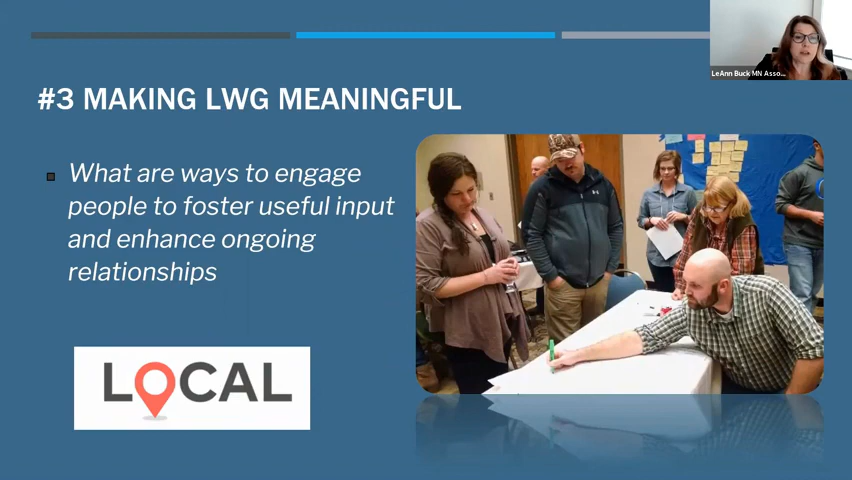 LeAnn Buck MN Asso...
#3 MAKING LWG MEANINGFUL
What are ways to engage
people to foster useful input
and enhance ongoing
relationships
LOCAL